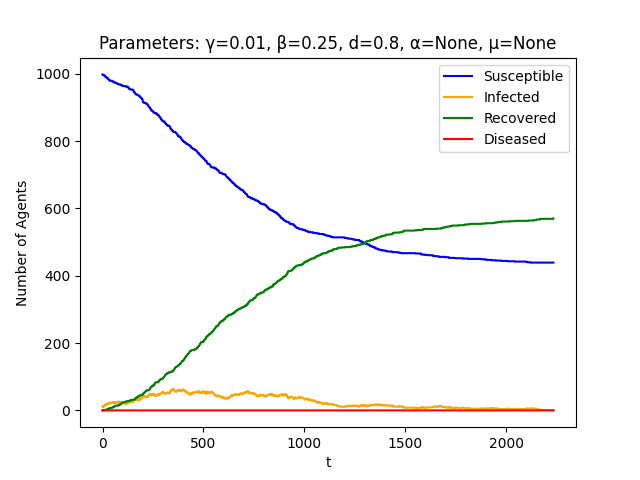 Parameters: γ=0.01, β=0.25, d=0.8, α=None, μ=None
Number of Agents
1000
800
600
400
200
0
Susceptible
Infected
Recovered
Diseased
0 500 1000 1500 2000
t